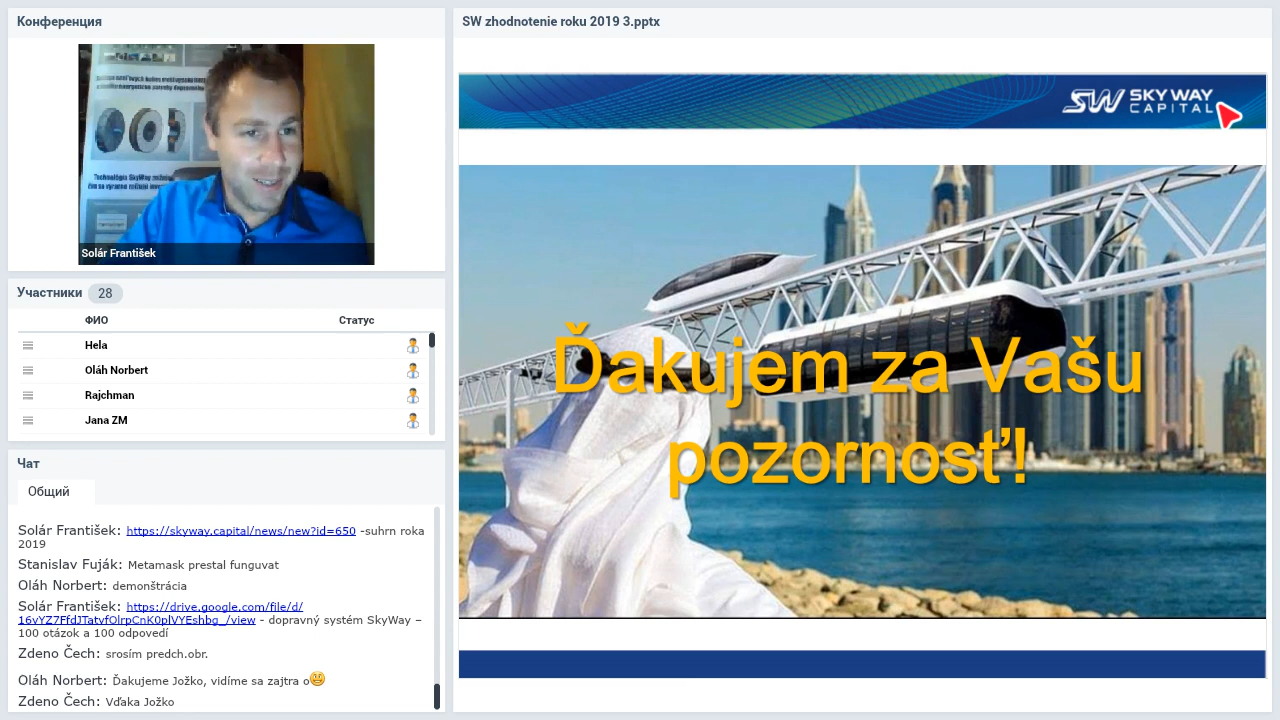 Конференция
Technológia SkyWay
Solár František
Участники 28
ФИО Статус
Hela
Oláh Norbert
Rajchman
Jana ZM
Чат
Общий
Solár František: https://skyway.capital/news/new?id=650 -suhrn roka
2019
Stanislav Fuják: Metamask prestal funguvat
Oláh Norbert: demonštrácia
Solár František: https://drive.google.com/file/d/
- dopravný systém SkyWay –
100 otázok a 100 odpovedí
Zdeno Čech: srosím predch.obr.
Oláh Norbert: Ďakujeme Jožko, vidíme sa zajtra o
Zdeno Čech: Vďaka Jožko
SW zhodnotenie roku 2019 3.pptx
SW SKY WAY
CAPITAL
Ďakujem za Vašu
pozornosť!